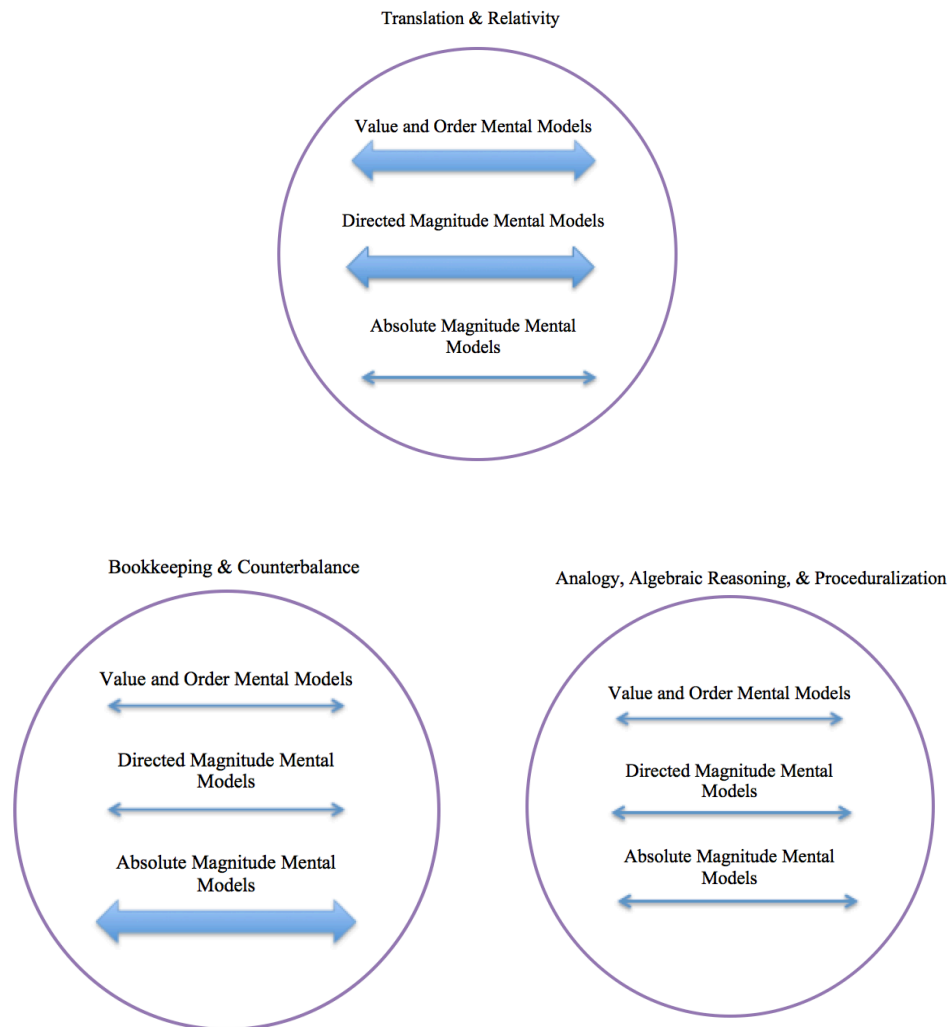 Translation & Relativity
Value and Order Mental Models
Directed Magnitude Mental Models
Absolute Magnitude Mental
Models
Bookkeeping & Counterbalance
Value and Order Mental Models
Directed Magnitude Mental
Models
Absolute Magnitude Mental
Models
Analogy, Algebraic Reasoning, & Proceduralization
Value and Order Mental Models
Directed Magnitude Mental
Models
Absolute Magnitude Mental
Models